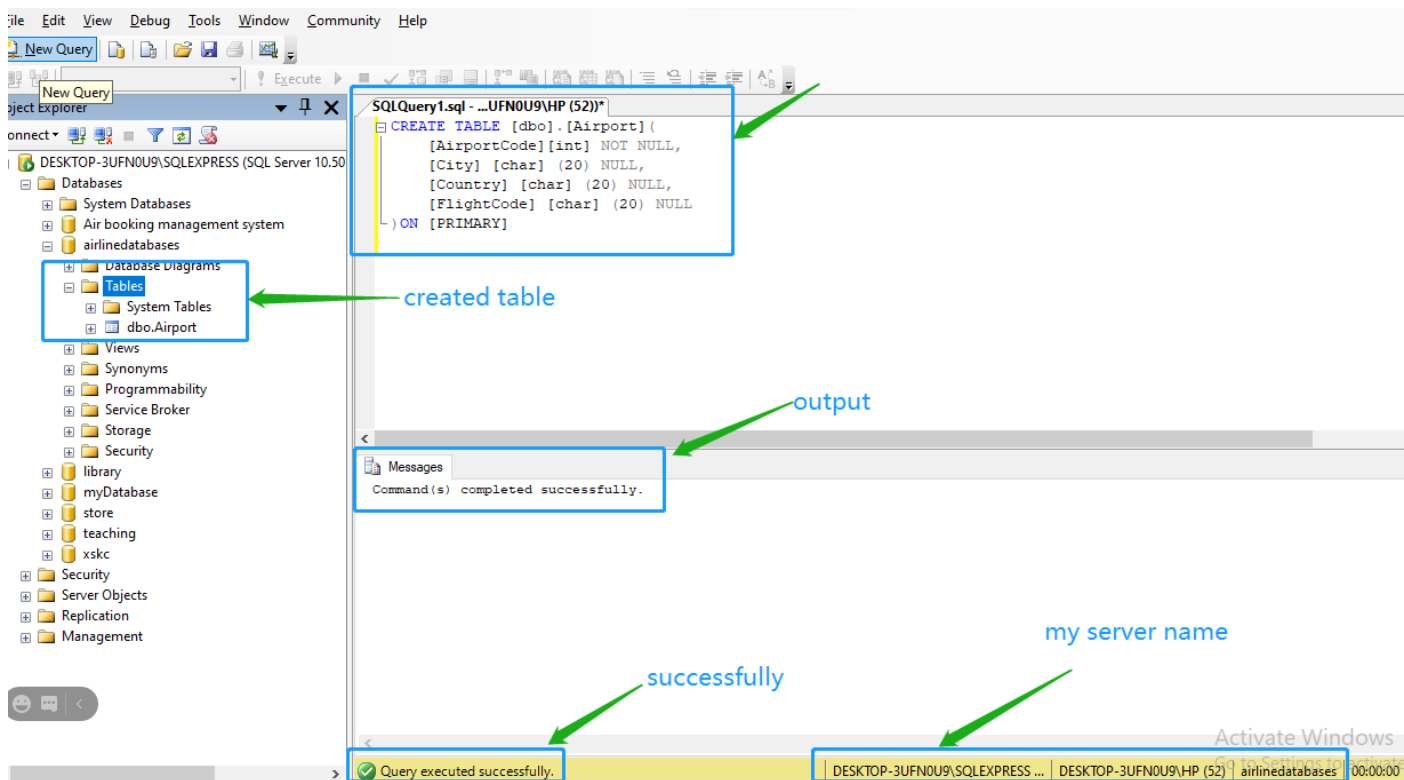 File Edit View Debug Tools Window Community Help
New Query
Execute
New Query
Object Explorer
Connect
DESKTOP-3UFN0U9\SQLEXPRESS (SQL Server 10.50
Databases
System Databases
Air booking management system
airlinedatabases
Database Diagrams
Tables
System Tables
dbo.Airport
Views
Synonyms
Programmability
Service Broker
Storage
Security
library
myDatabase
store
teaching
xskc
Security
Server Objects
Replication
Management
SQLQuery1.sql - ...UFN0U9\HP (52))*
CREATE TABLE [dbo].[Airport](
[AirportCode][int] NOT NULL,
[City] [char] (20) NULL,
[Country] [char] (20) NULL,
[FlightCode] [char] (20) NULL
)ON [PRIMARY]
created table
output
Messages
Command(s) completed successfully.
my server name
successfully
Activate Windows
Go to Settings to activate
Query executed successfully.
DESKTOP-3UFN0U9\SQLEXPRESS ... DESKTOP-3UFN0U9\HP (52) airlinedatabases 00:00:00